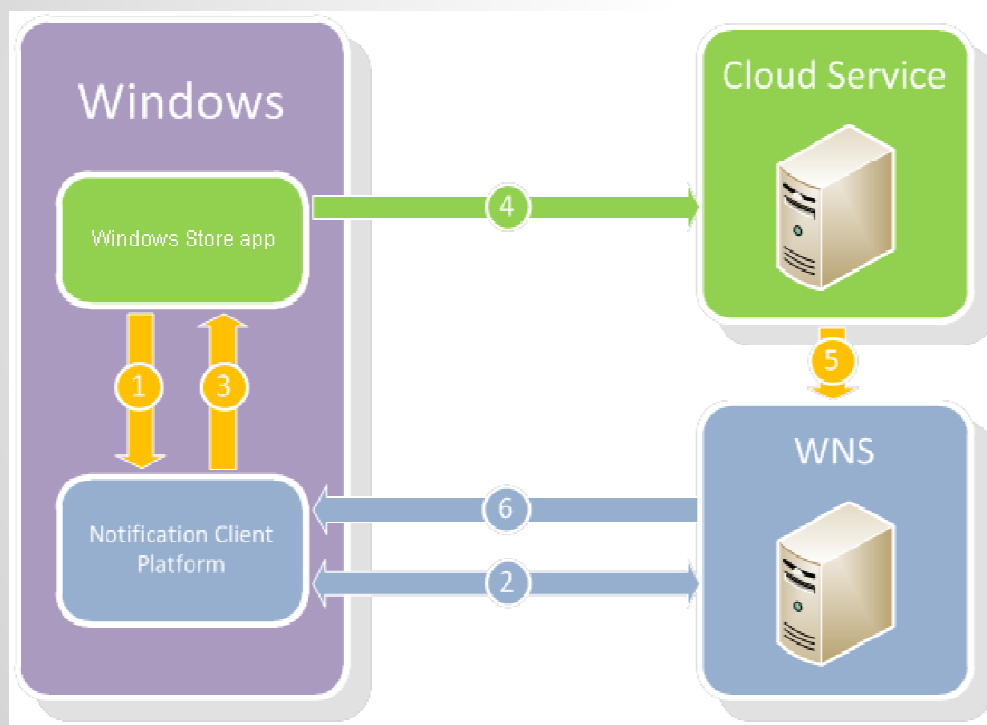 Windows
Cloud Service
4
Windows Store app
1
3
5
WNS
6
Notification Client
Platform
2